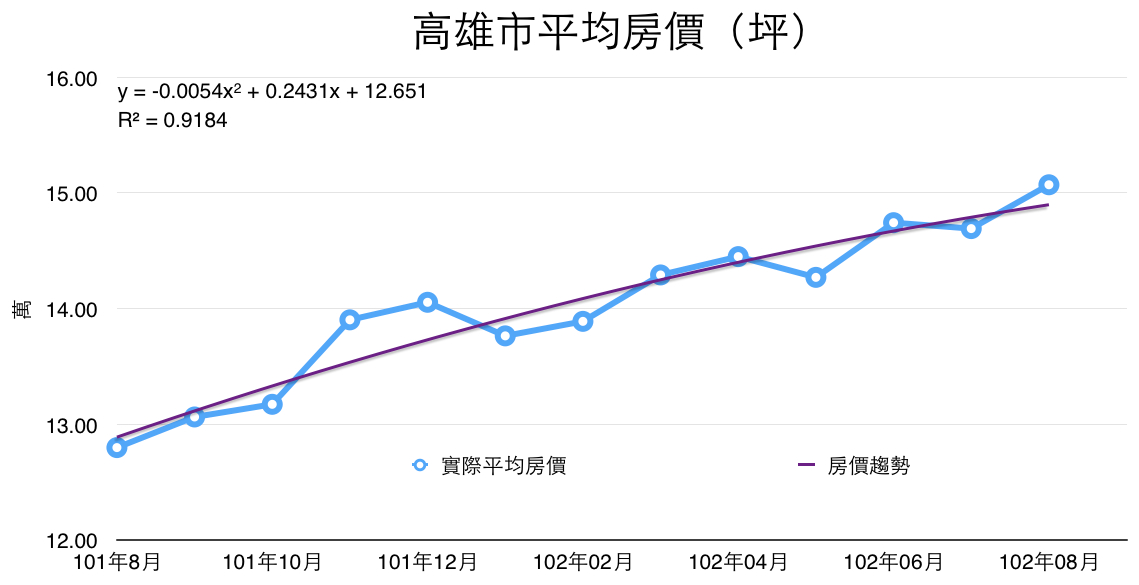 高雄市平均房價（坪）
y = -0.0054x² + 0.2431x + 12.651
R² = 0.9184
16.00
15.00
14.00
13.00
12.00
萬
實際平均房價
房價趨勢
101年8月
101年10月
101年12月
102年02月
102年04月
102年06月
102年08月